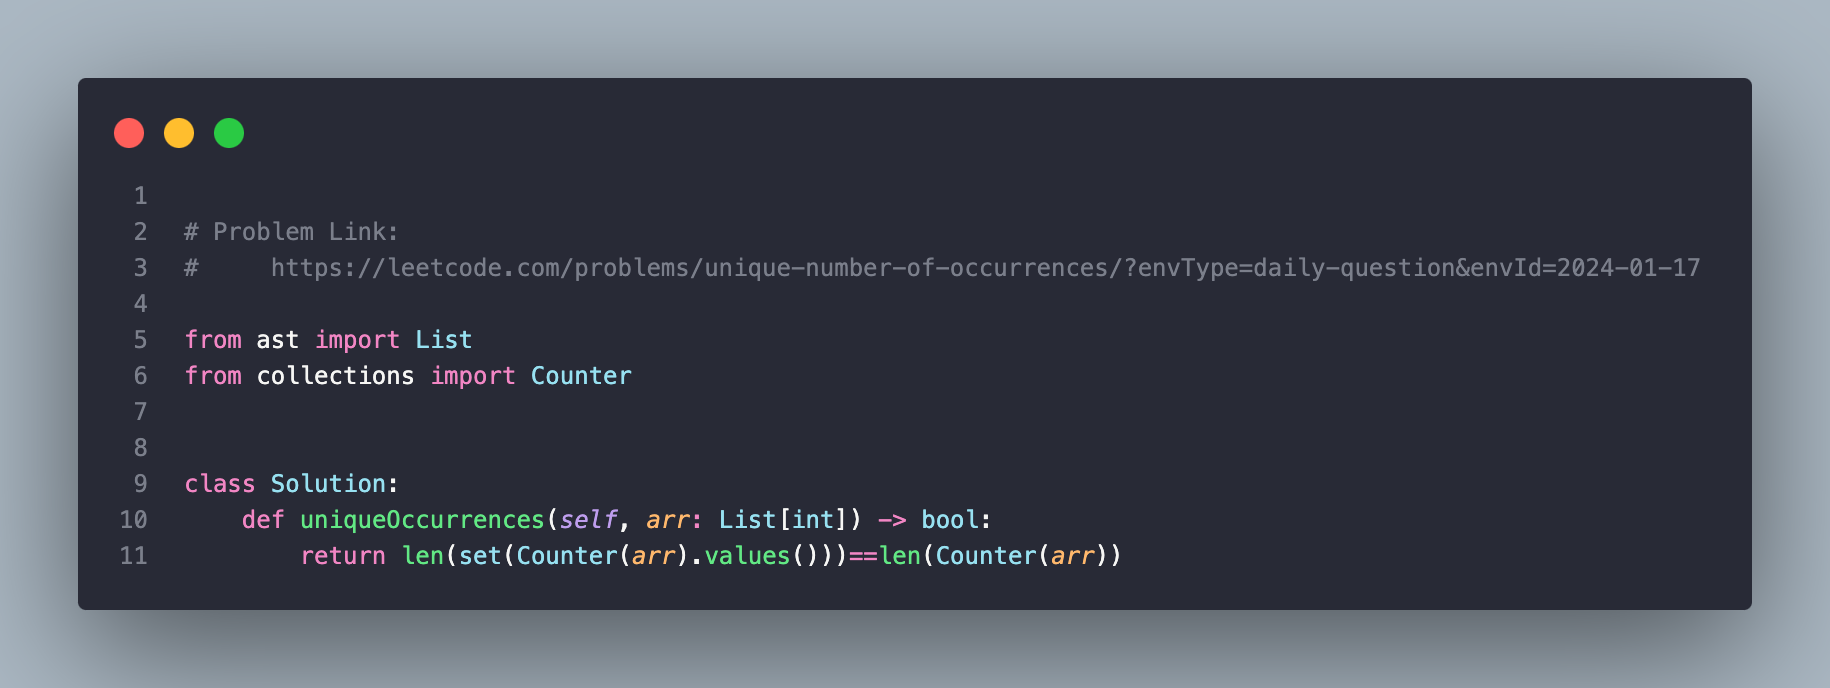 1
2 # Problem Link:
3 #     https://leetcode.com/problems/unique-number-of-occurrences/?envType=daily-question&envId=2024-01-17
4
5 from ast import List
6 from collections import Counter
7
8
9 class Solution:
10     def uniqueOccurrences(self, arr: List[int]) -> bool:
11         return len(set(Counter(arr).values()))==len(Counter(arr))